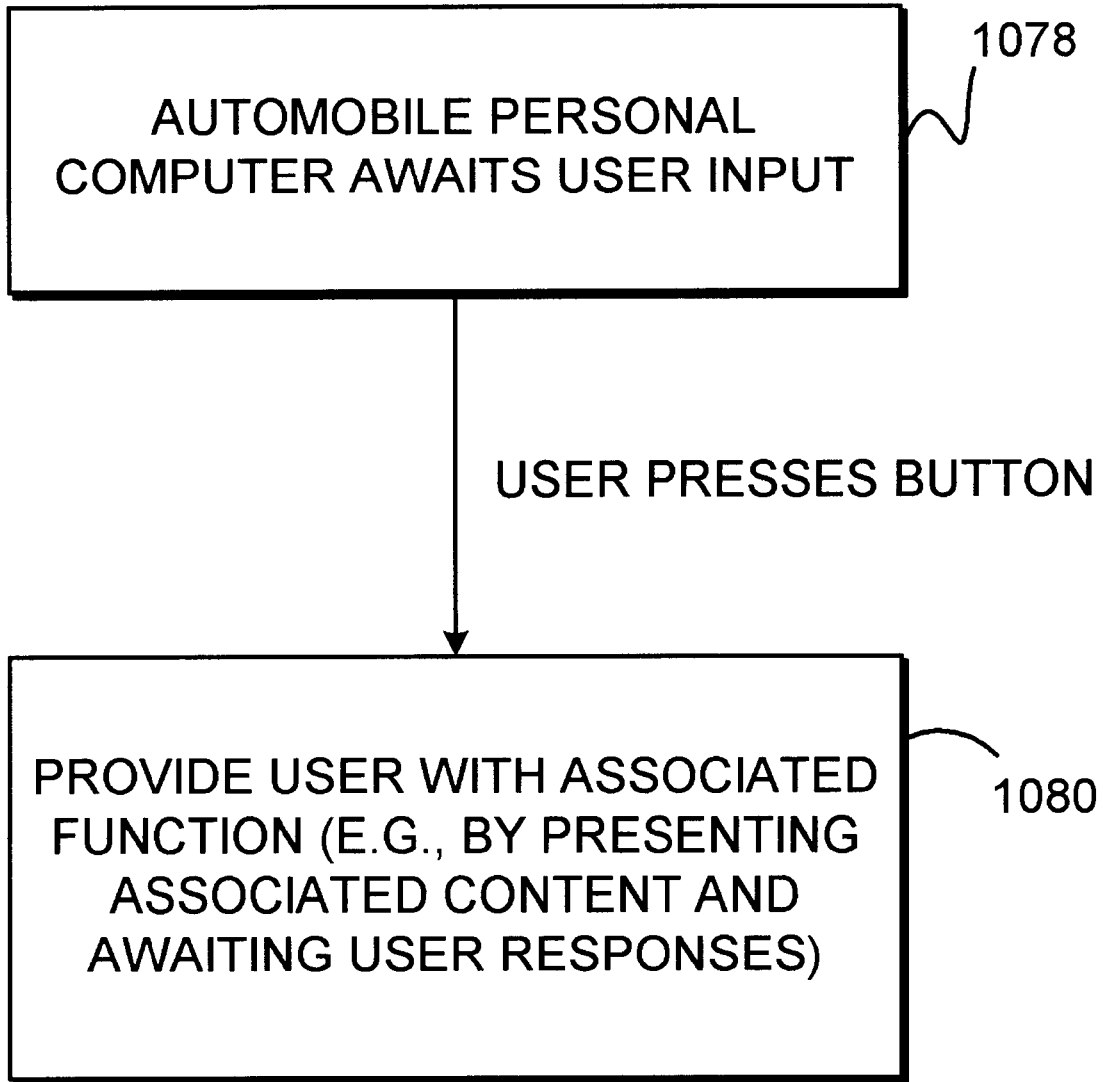 1078
AUTOMOBILE PERSONAL
COMPUTER AWAITS USER INPUT
USER PRESSES BUTTON
PROVIDE USER WITH ASSOCIATED
FUNCTION (E.G., BY PRESENTING
ASSOCIATED CONTENT AND
AWAITING USER RESPONSES)
1080